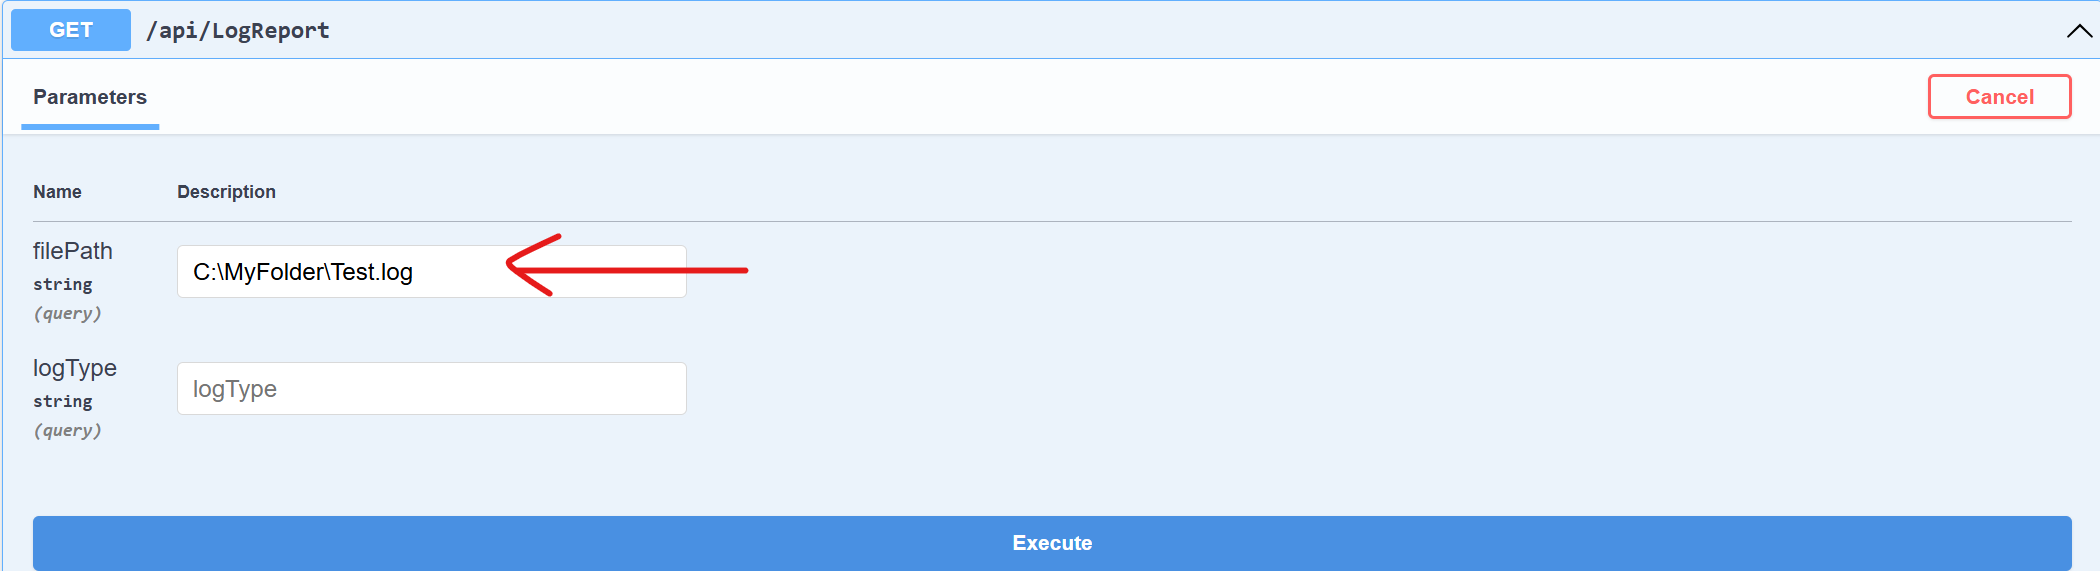 GET /api/LogReport
Parameters
Cancel
Name Description
filePath
string
(query)
C:\MyFolder\Test.log
logType
string
(query)
logType
Execute